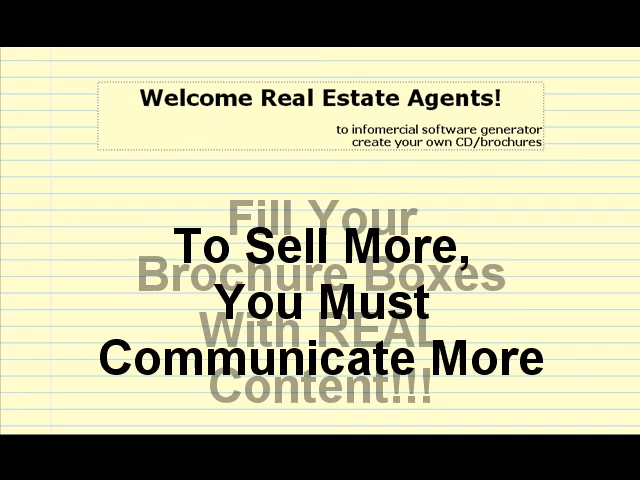 Welcome Real Estate Agents!
to infomercial software generator
create your own CD/brochures
Fill Your
To Sell More,
Brochure Boxes
You Must
With REAL
Communicate More
Content!!!